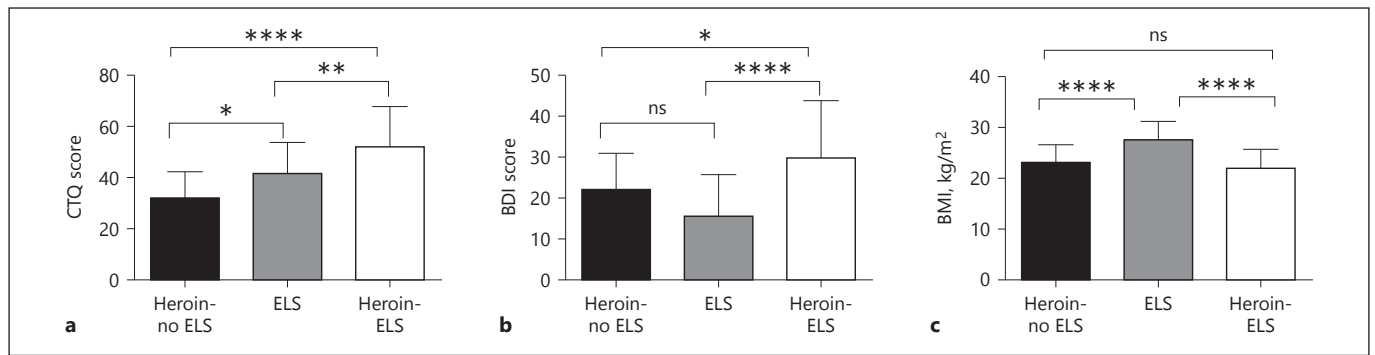 ****
**
*
80
60
40
20
0
CTQ score
Heroin-
no ELS
ELS
Heroin-
ELS
a
*
****
ns
50
40
30
20
10
0
BDI score
Heroin-
no ELS
ELS
Heroin-
ELS
b
ns
****
****
40
30
20
10
0
BMI, kg/m²
Heroin-
no ELS
ELS
Heroin-
ELS
c